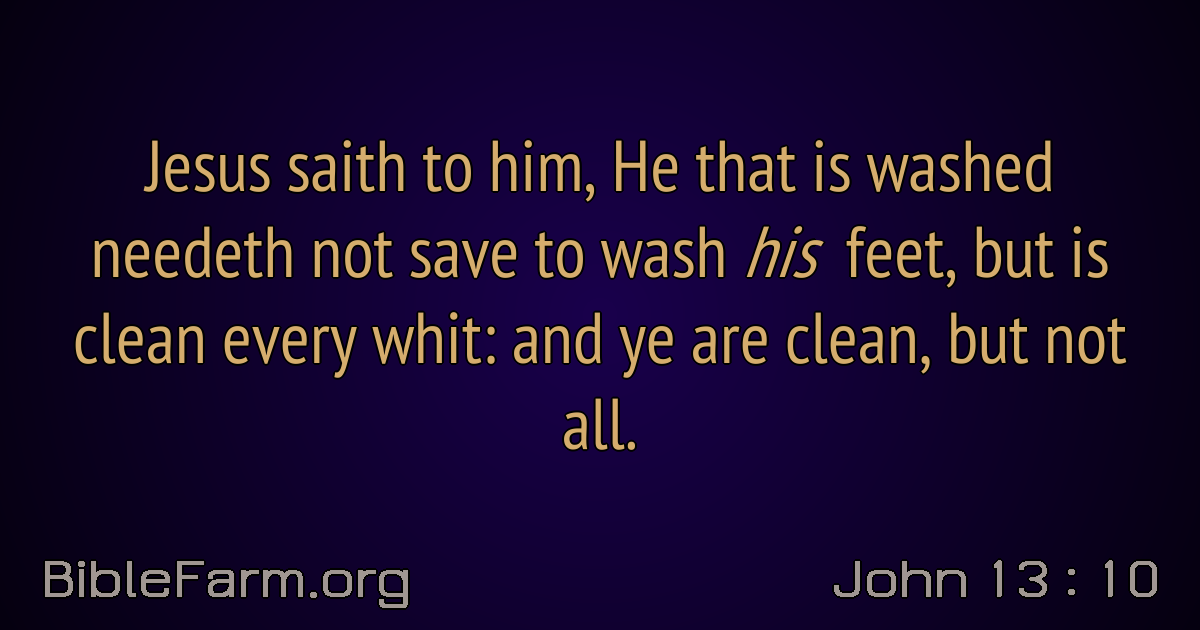 Jesus saith to him, He that is washed
needeth not save to wash his feet, but is
clean every whit: and ye are clean, but not
all.
BibleFarm.org
John 13 : 10